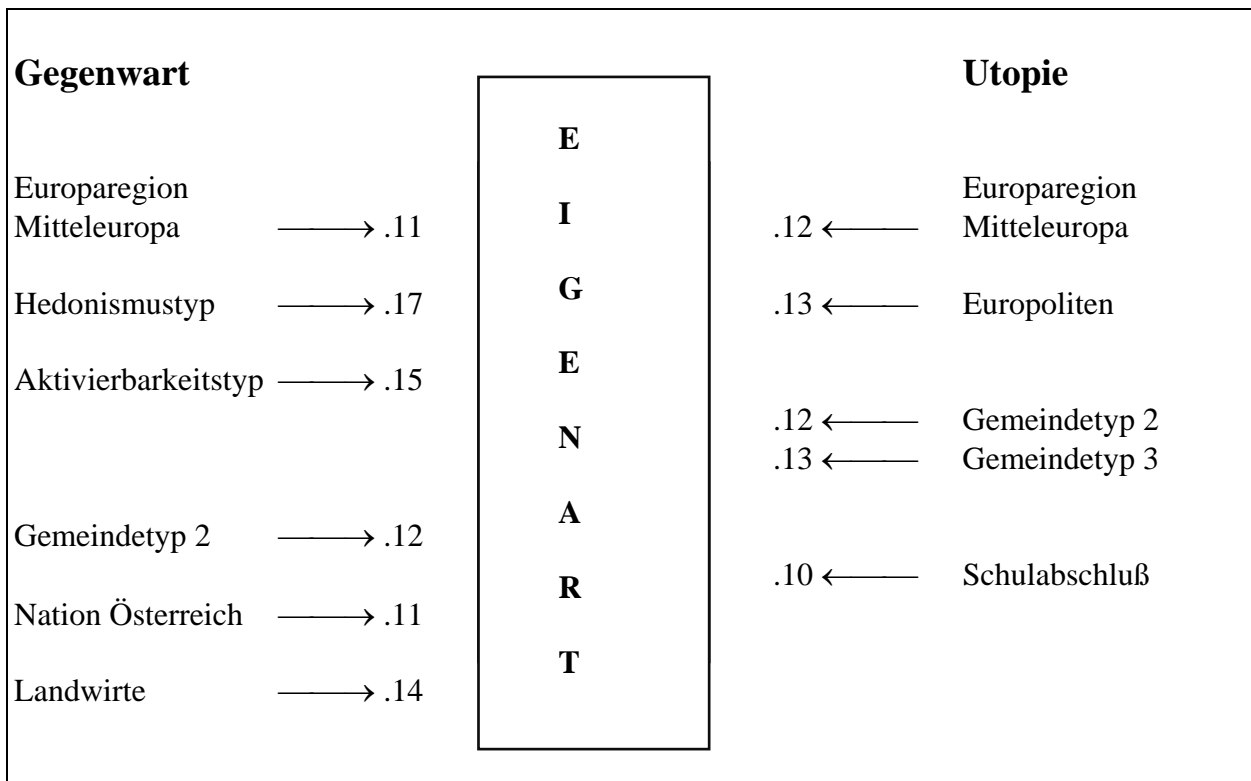 Gegenwart
Utopie
E
I
G
E
N
A
R
T
Europaregion
Mitteleuropa → .11
Hedonismustyp → .17
Aktivierbarkeitstyp → .15
Gemeindetyp 2 → .12
Nation Österreich → .11
Landwirte → .14
Europaregion
.12 ← Mitteleuropa
.13 ← Europoliten
.12 ← Gemeindetyp 2
.13 ← Gemeindetyp 3
.10 ← Schulabschluß